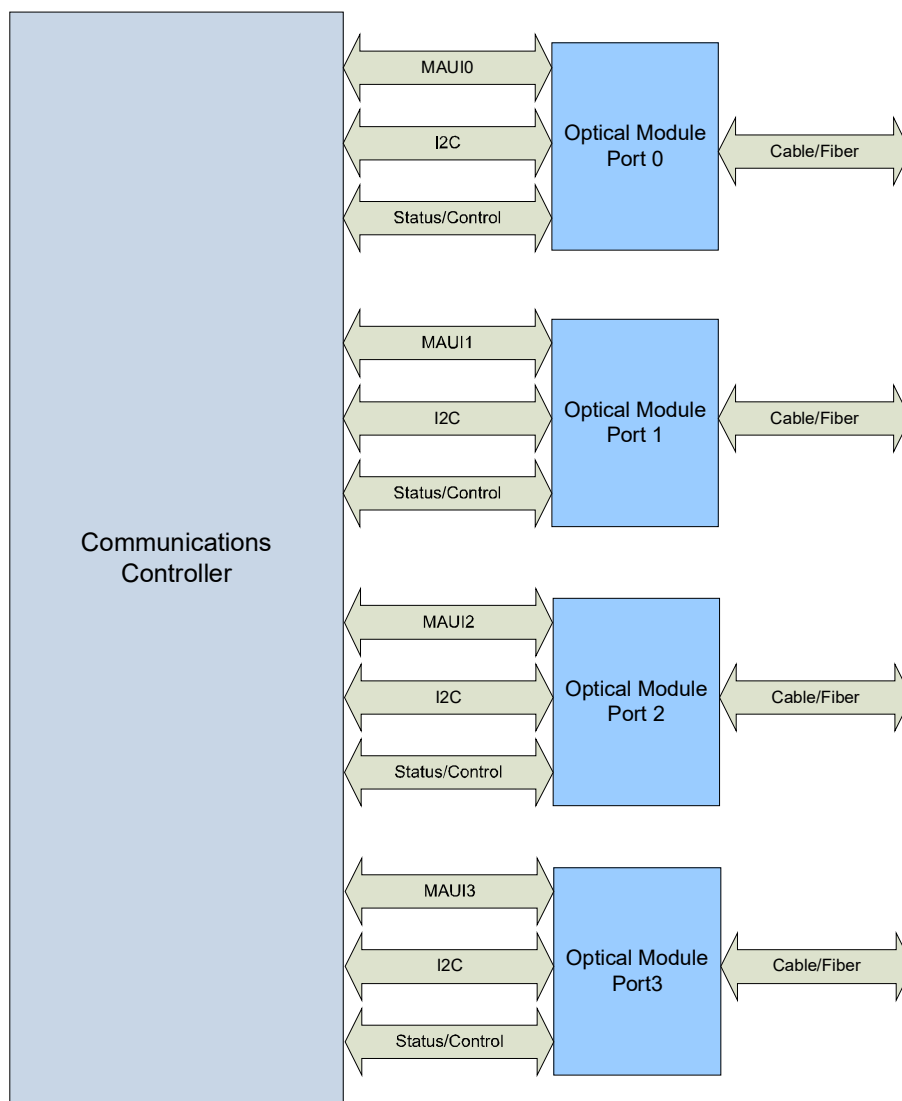 MAUI0
I2C
Status/Control
Optical Module
Port 0
Cable/Fiber
MAUI1
I2C
Status/Control
Optical Module
Port 1
Cable/Fiber
Communications
Controller
MAUI2
I2C
Status/Control
Optical Module
Port 2
Cable/Fiber
MAUI3
I2C
Status/Control
Optical Module
Port3
Cable/Fiber